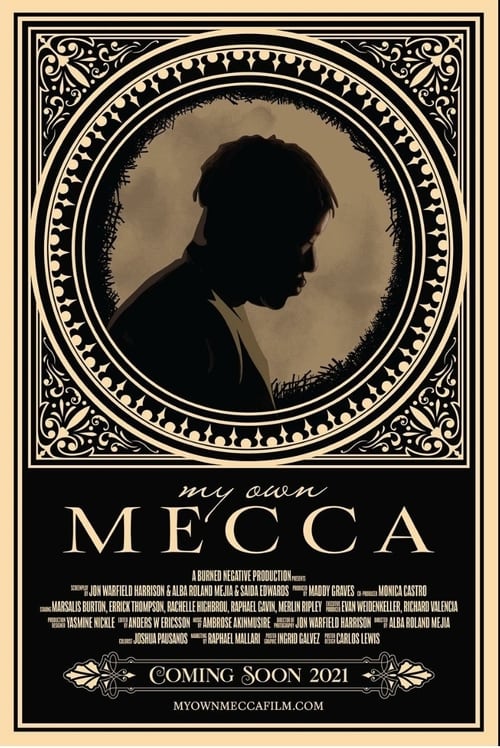 my own
MECCA
A BURNED NEGATIVE PRODUCTION PRESENTS
SCREENPLAY BY JON WARFIELD HARRISON & ALBA ROLAND MEJIA & SAIDA EDWARDS PRODUCED BY MADDY GRAVES CO-PRODUCER MONICA CASTRO
STARRING MARSALIS BURTON, ERRICK THOMPSON, RACHELLE HIGHBROU, RAPHAEL GAVIN, MERLIN RIPLEY EXECUTIVE PRODUCERS EVAN WEIDENKELLER, RICHARD VALENCIA
PRODUCTION DESIGNER YASMINE NICKLE EDITED BY ANDERS W ERICSSON MUSIC BY AMBROSE AKINMUSIRE DIRECTOR OF PHOTOGRAPHY JON WARFIELD HARRISON DIRECTED BY ALBA ROLAND MEJIA
COLORIST JOSHUA PAUSANOS MARKETING BY RAPHAEL MALLARI POSTER GRAPHIC INGRID GALVEZ POSTER DESIGN CARLOS LEWIS
COMING SOON 2021
MYOWNMECCAFILM.COM